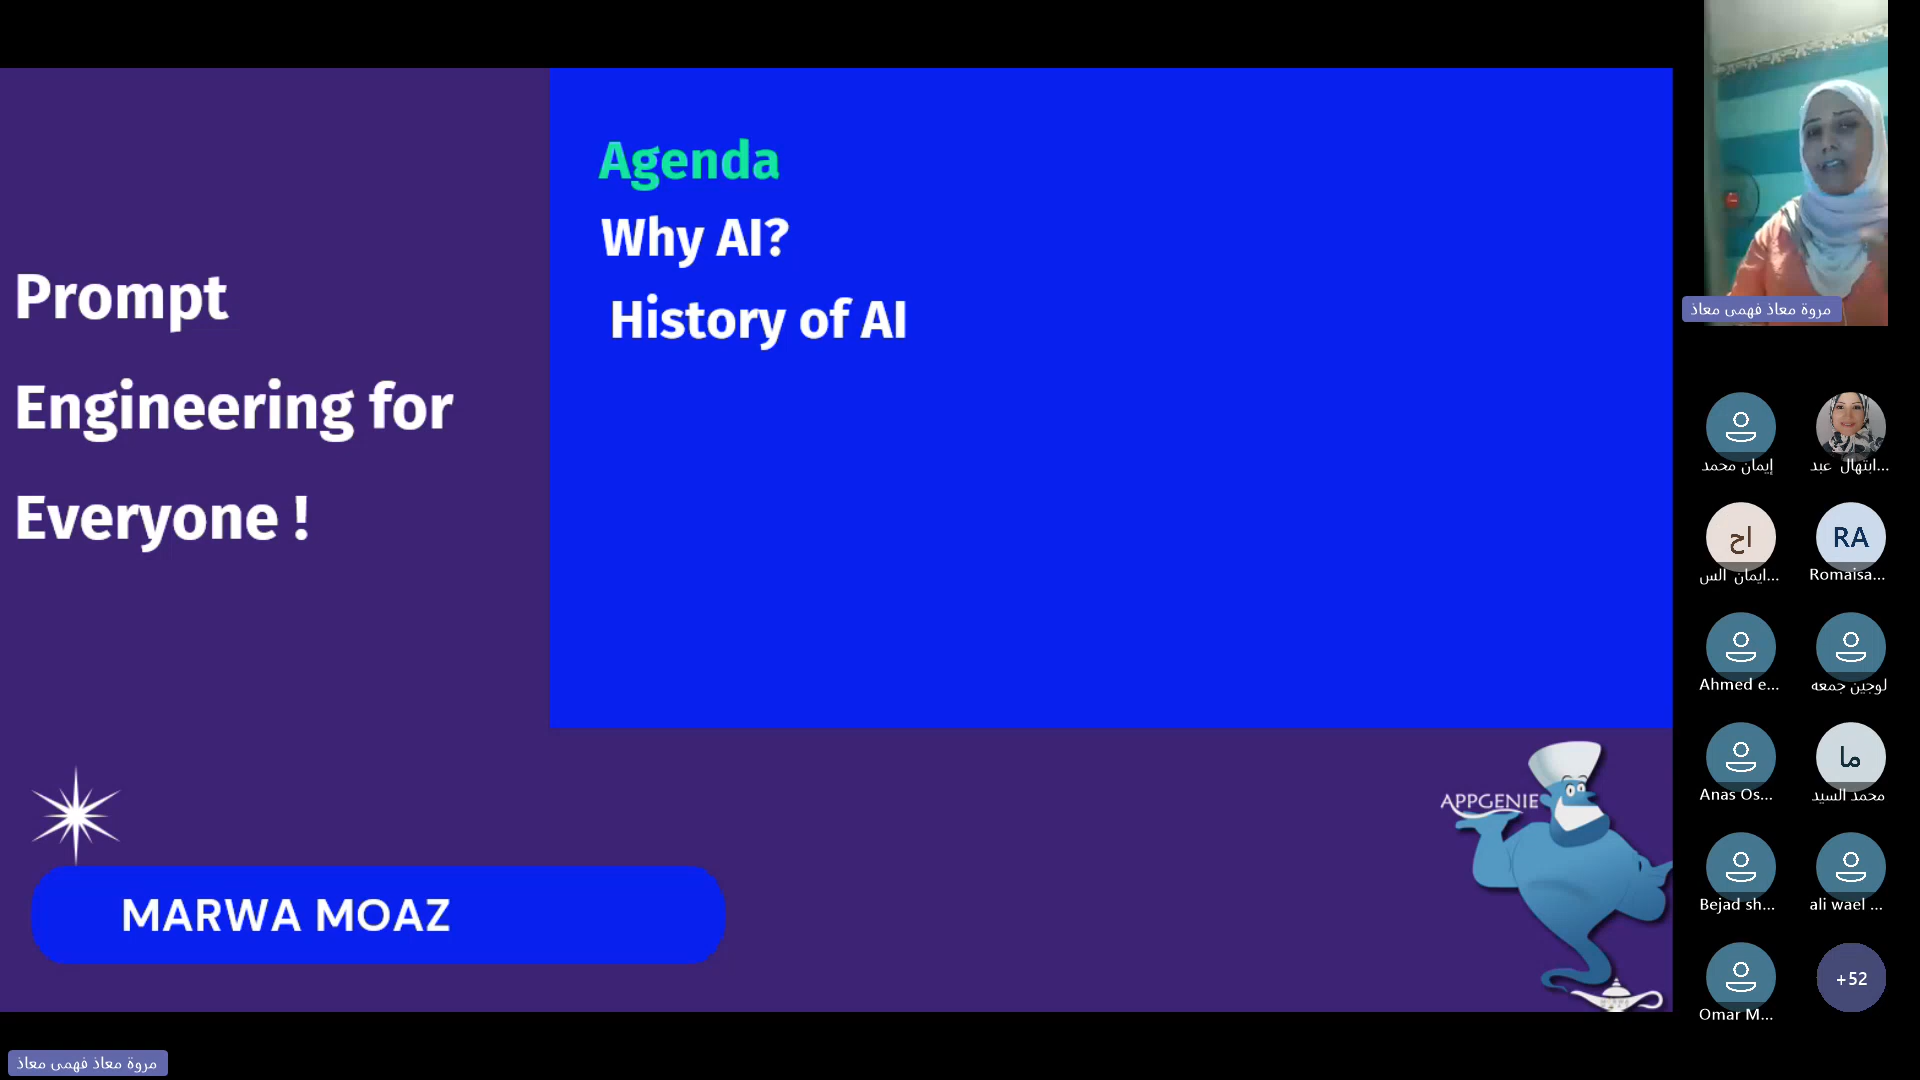 Prompt
Engineering for
Everyone !
Agenda
Why AI?
History of AI
MARWA MOAZ
APPGENIE
مروة معاذ فهمى معاذ
إيمان محمد
ابتهال عبد...
اح
ايمان الس...
RA
Romaisa...
Ahmed e...
لوجين جمعه
Anas Os...
ما
محمد السيد
Bejad sh...
ali wael ...
Omar M...
+52
مروة معاذ فهمى معاذ